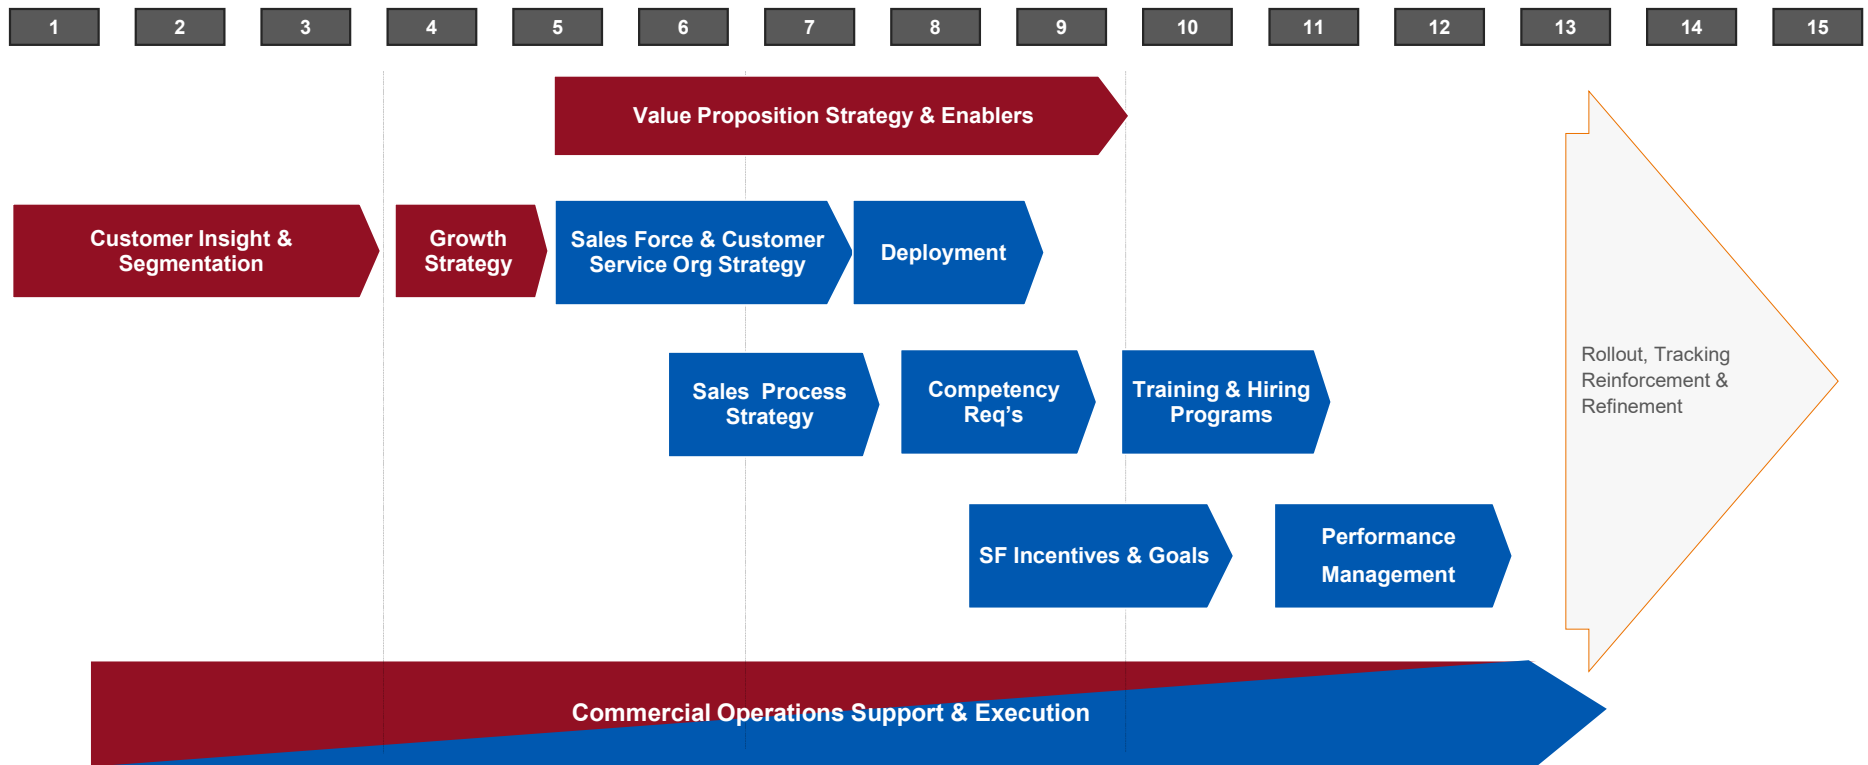 1 2 3 4 5 6 7 8 9 10 11 12 13 14 15
Value Proposition Strategy & Enablers
Customer Insight &
Segmentation
Growth
Strategy
Sales Force & Customer
Service Org Strategy
Deployment
Sales  Process
Strategy
Competency
Req’s
Training & Hiring
Programs
Rollout, Tracking
Reinforcement &
Refinement
SF Incentives & Goals
Performance
Management
Commercial Operations Support & Execution